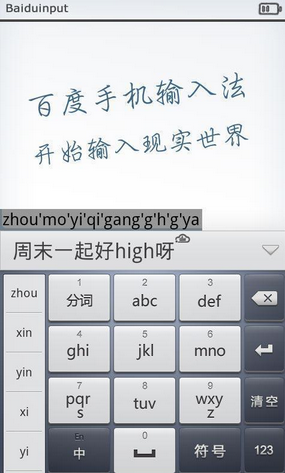 Baiduinput
百度手机输入法
开始输入现实世界
zhou'mo'yi'qi'gang'g'h'g'ya
周末一起好high呀
zhou
xin
yin
xi
yi
1
分词
2
abc
3
def
4
ghi
5
jkl
6
mno
7
pqrs
8
tuv
9
wxyz
清空
En
中
0
符号
123